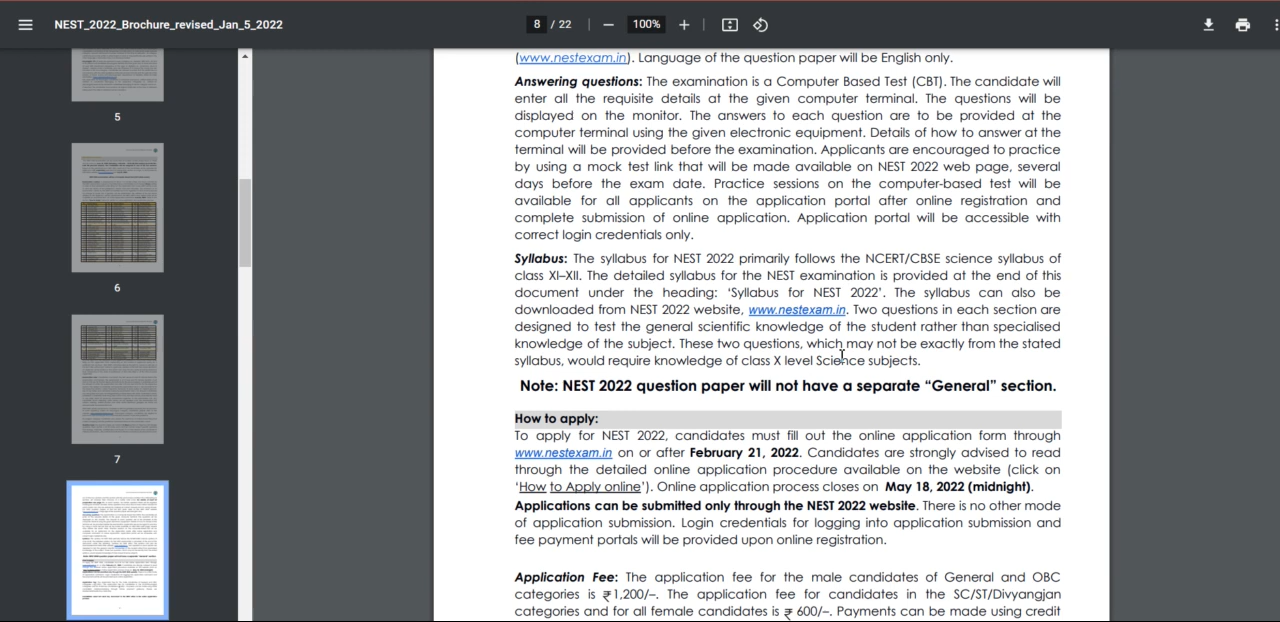 NEST_2022_Brochure_revised_Jan_5_2022
8 / 22
100%
5
6
7
(www.nestexam.in). Language of the question paper will be English only.
Answering questions: The examination is a Computer Based Test (CBT). The candidate will
enter all the requisite details at the given computer terminal. The questions will be
displayed on the monitor. The answers to each question are to be provided at the
computer terminal using the given electronic equipment. Details of how to answer at the
terminal will be provided before the examination. Applicants are encouraged to practice
by using the mock test link that will be made available on NEST 2022 web page, several
days before the exam date. Practice session on the computer-based test will be
available for all applicants on the application portal after online registration and
complete submission of online application. Application portal will be accessible with
correct login credentials only.
Syllabus: The syllabus for NEST 2022 primarily follows the NCERT/CBSE science syllabus of
class XI–XII. The detailed syllabus for the NEST examination is provided at the end of this
document under the heading: ‘Syllabus for NEST 2022’. The syllabus can also be
downloaded from NEST 2022 website, www.nestexam.in. Two questions in each section are
designed to test the general scientific knowledge of the student rather than specialised
knowledge of the subject. These two questions, which may not be exactly from the stated
syllabus, would require knowledge of class X level Science subjects.
Note: NEST 2022 question paper will not have a separate “General” section.
How to apply:
To apply for NEST 2022, candidates must fill out the online application form through
www.nestexam.in on or after February 21, 2022. Candidates are strongly advised to read
through the detailed online application procedure available on the website (click on
‘How to Apply online’). Online application process closes on May 18, 2022 (midnight).
Applications can be submitted only through the NEST 2022 website. There is no other mode
of application submission. Login credentials for logging into application submission and
fee payment portals will be provided upon online registration.
Application Fee: The application fee for male candidates of General and OBC
categories is ₹1,200/–. The application fee for candidates in the SC/ST/Divyangjan
categories and for all female candidates is ₹ 600/–. Payments can be made using credit